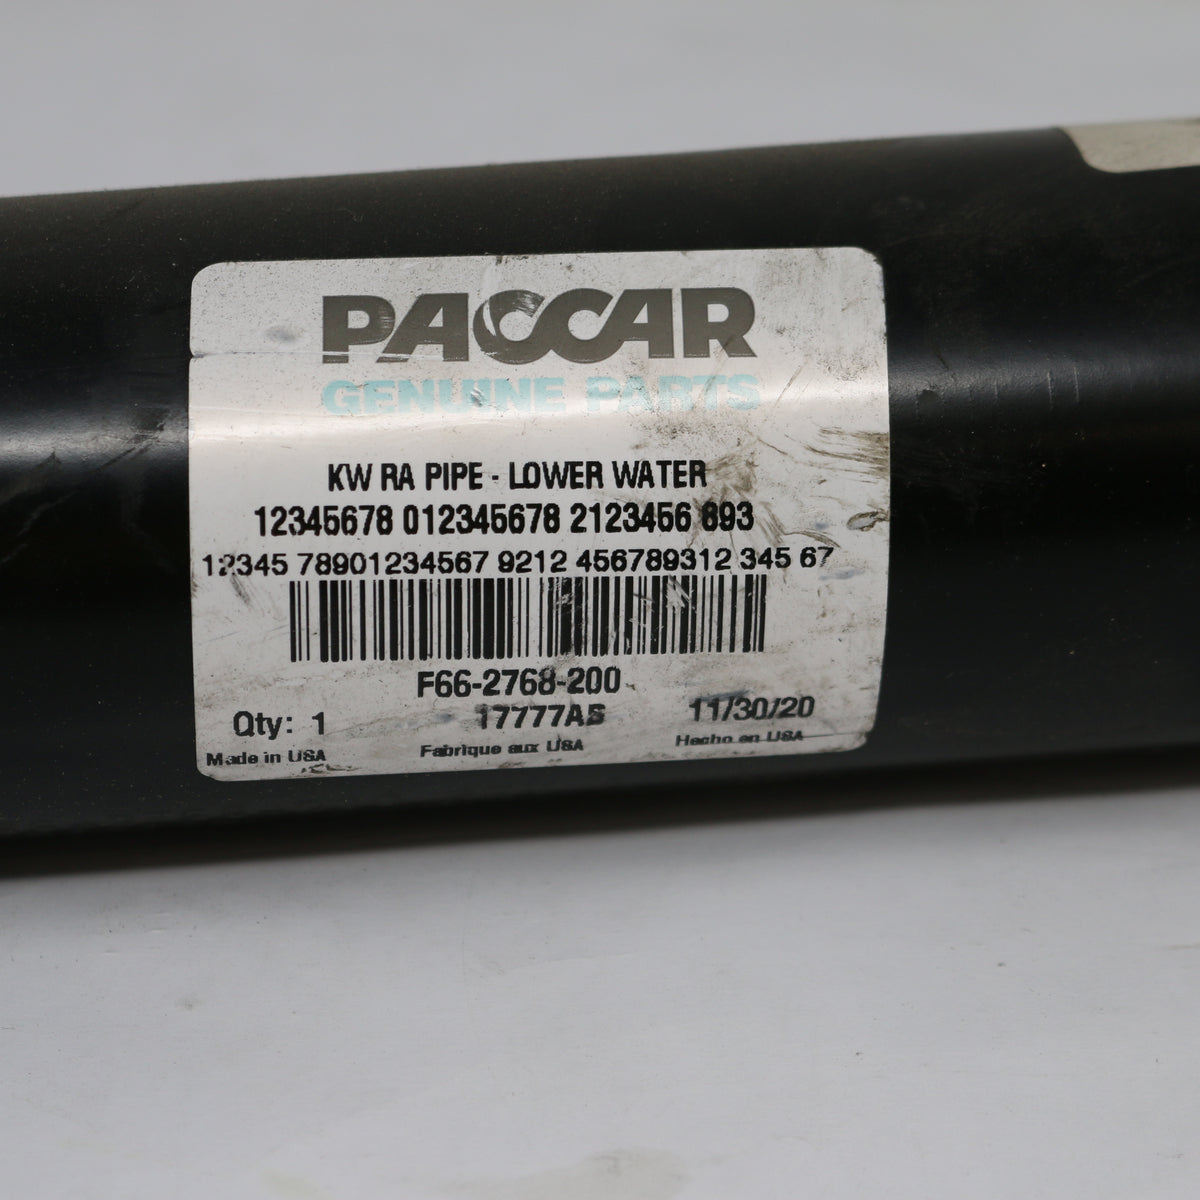 PACCAR
GENUINE PARTS
KW RA PIPE - LOWER WATER
12345678 012345678 2123456 893
12345 78901234567 9212 456789312 345 67
F66-2768-200
Qty: 1 17777AS 11/30/20
Made in USA Fabrique aux USA Hecho en USA